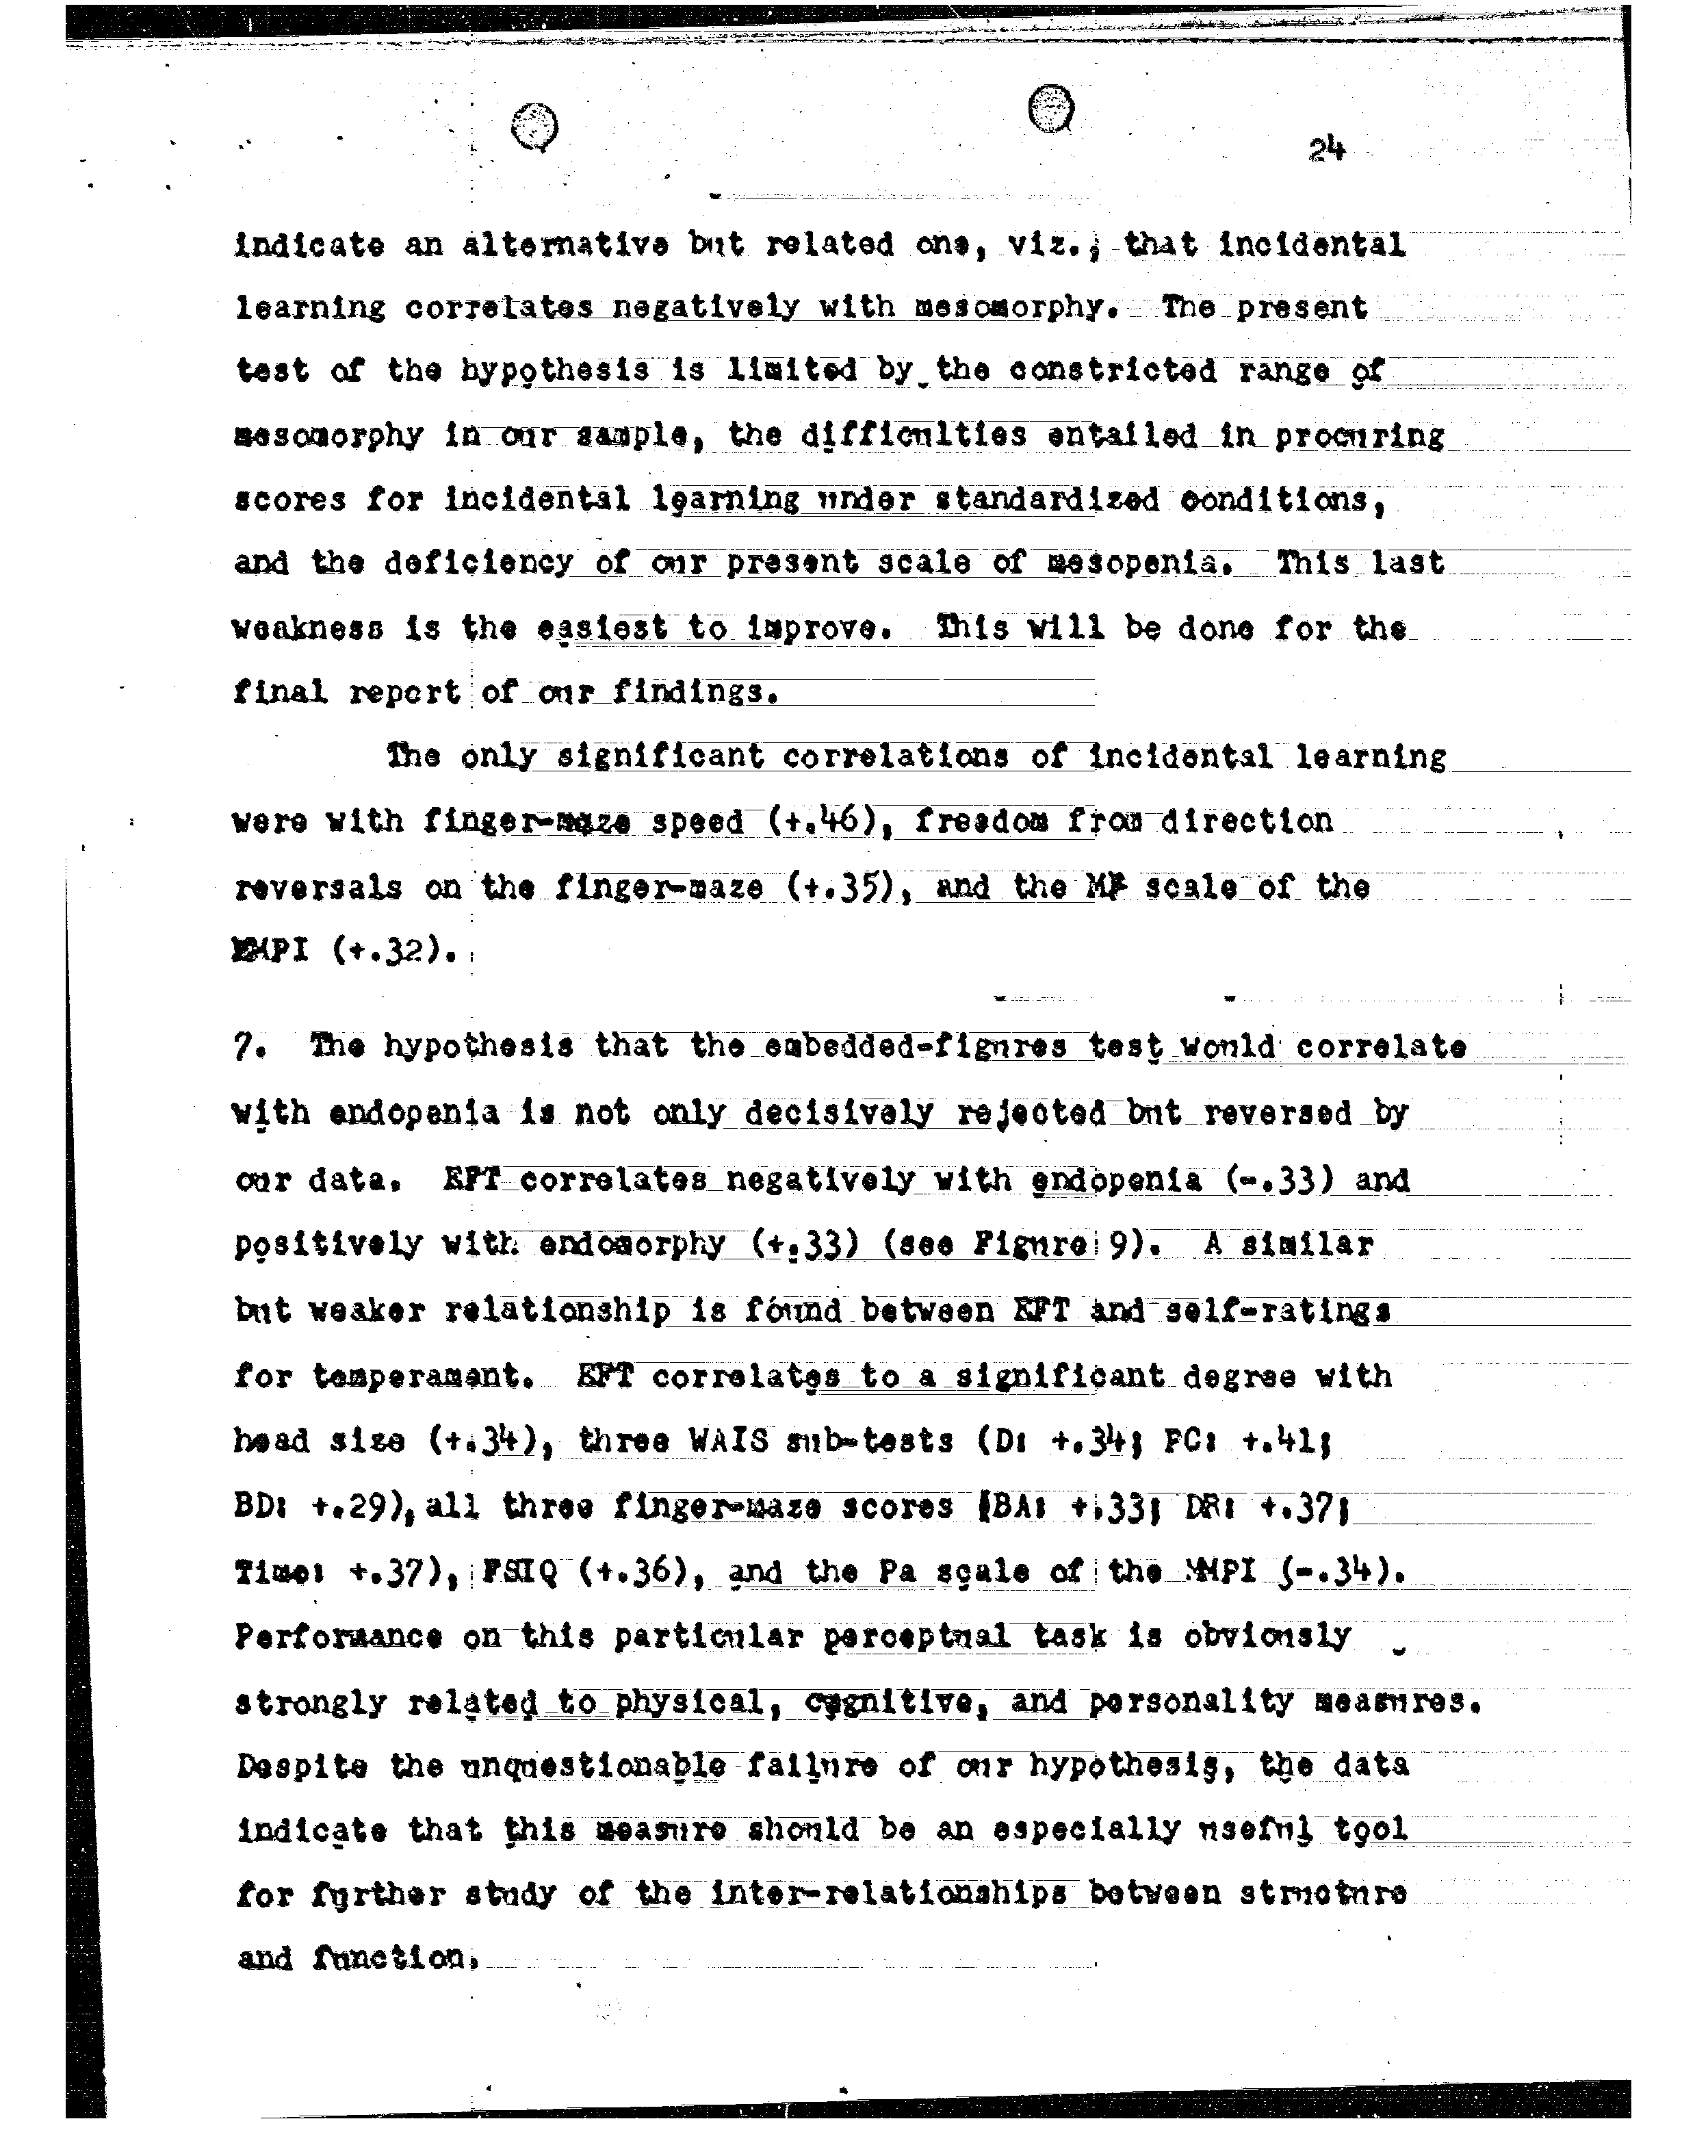 24
indicate an alternative but related one, viz., that incidental
learning correlates negatively with mesomorphy. The present
test of the hypothesis is limited by the constricted range of
mesomorphy in our sample, the difficulties entailed in procuring
scores for incidental learning under standardized conditions,
and the deficiency of our present scale of mesopenia. This last
weakness is the easiest to improve. This will be done for the
final report of our findings.
The only significant correlations of incidental learning
were with finger-maze speed (+.46), freedom from direction
reversals on the finger-maze (+.35), and the MF scale of the
MMPI (+.32).
7. The hypothesis that the embedded-figures test would correlate
with endopenia is not only decisively rejected but reversed by
our data. EFT correlates negatively with endopenia (-.33) and
positively with endomorphy (+.33) (see Figure 9). A similar
but weaker relationship is found between EFT and self-ratings
for temperament. EFT correlates to a significant degree with
head size (+.34), three WAIS sub-tests (D: +.34; PC: +.41;
BD: +.29), all three finger-maze scores (BA: +.33; DR: +.37;
Time: +.37), FSIQ (+.36), and the Pa scale of the MMPI (-.34).
Performance on this particular perceptual task is obviously
strongly related to physical, cognitive, and personality measures.
Despite the unquestionable failure of our hypothesis, the data
indicate that this measure should be an especially useful tool
for further study of the inter-relationships between structure
and function.